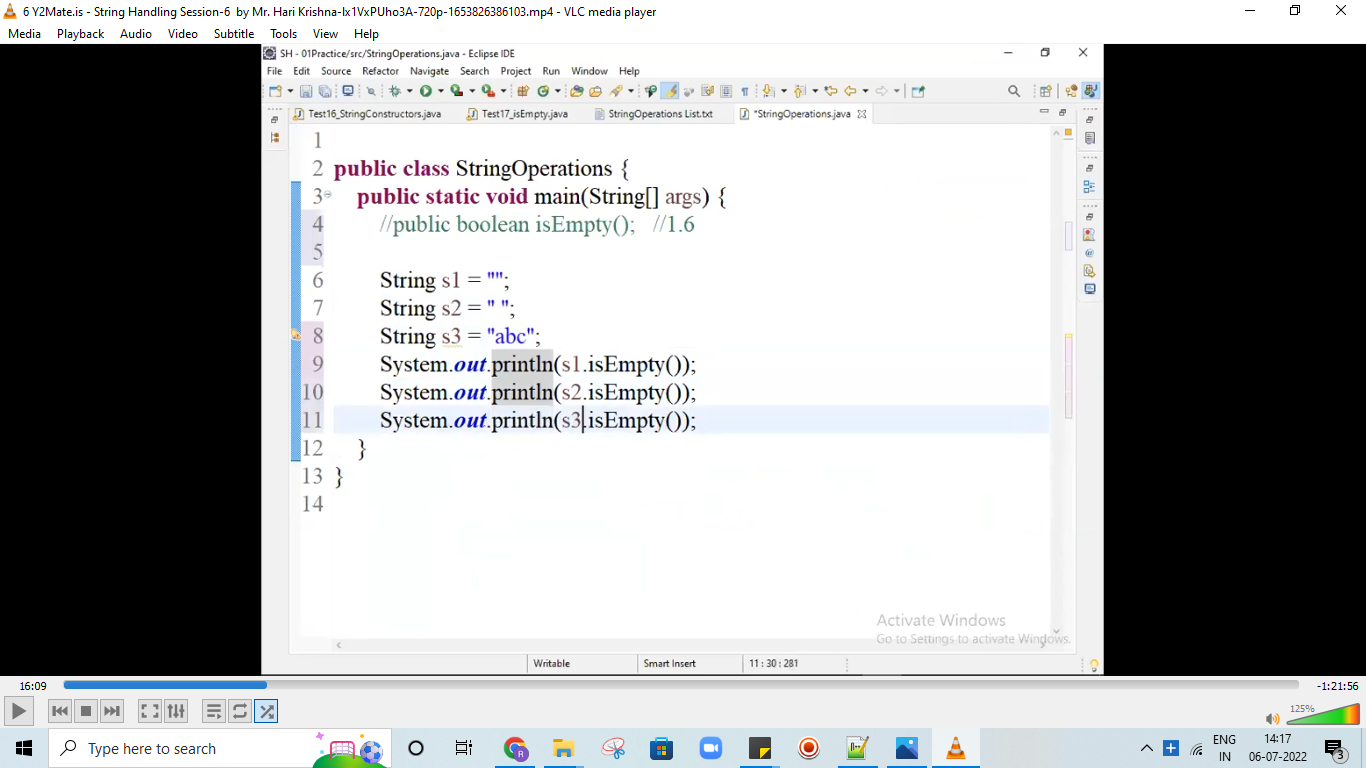 6 Y2Mate.is - String Handling Session-6 by Mr. Hari Krishna-Ix1VxPUho3A-720p-1653826386103.mp4 - VLC media player
Media Playback Audio Video Subtitle Tools View Help
SH - 01Practice/src/StringOperations.java - Eclipse IDE
File Edit Source Refactor Navigate Search Project Run Window Help
Test16_StringConstructors.java Test17_isEmpty.java StringOperations List.txt *StringOperations.java
1
2 public class StringOperations {
3 public static void main(String[] args) {
4 //public boolean isEmpty(); //1.6
5
6 String s1 = "";
7 String s2 = " ";
8 String s3 = "abc";
9 System.out.println(s1.isEmpty());
10 System.out.println(s2.isEmpty());
11 System.out.println(s3.isEmpty());
12 }
13 }
14
Activate Windows
Go to Settings to activate Windows.
Writable Smart Insert 11 : 30 : 281
16:09 -1:21:56
125%
Type here to search
ENG 14:17
IN 06-07-2022 3